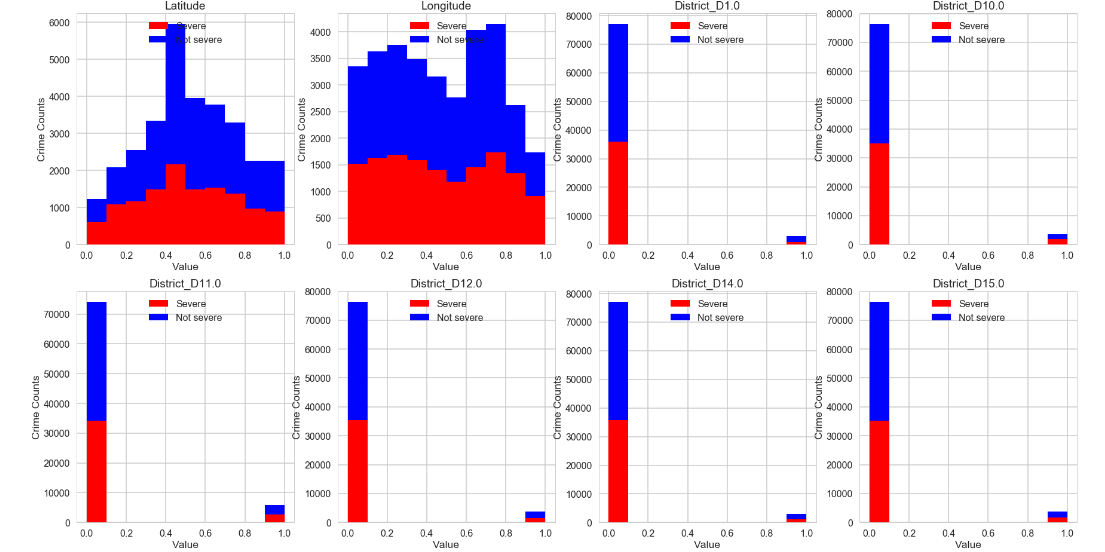 Latitude
Severe
Not severe
Crime Counts
6000
5000
4000
3000
2000
1000
0
0.0 0.2 0.4 0.6 0.8 1.0
Value
Longitude
Severe
Not severe
Crime Counts
4000
3500
3000
2500
2000
1500
1000
500
0
0.0 0.2 0.4 0.6 0.8 1.0
Value
District_D1.0
Severe
Not severe
Crime Counts
80000
70000
60000
50000
40000
30000
20000
10000
0
0.0 0.2 0.4 0.6 0.8 1.0
Value
District_D10.0
Severe
Not severe
Crime Counts
80000
70000
60000
50000
40000
30000
20000
10000
0
0.0 0.2 0.4 0.6 0.8 1.0
Value
District_D11.0
Severe
Not severe
Crime Counts
70000
60000
50000
40000
30000
20000
10000
0
0.0 0.2 0.4 0.6 0.8 1.0
Value
District_D12.0
Severe
Not severe
Crime Counts
80000
70000
60000
50000
40000
30000
20000
10000
0
0.0 0.2 0.4 0.6 0.8 1.0
Value
District_D14.0
Severe
Not severe
Crime Counts
80000
70000
60000
50000
40000
30000
20000
10000
0
0.0 0.2 0.4 0.6 0.8 1.0
Value
District_D15.0
Severe
Not severe
Crime Counts
80000
70000
60000
50000
40000
30000
20000
10000
0
0.0 0.2 0.4 0.6 0.8 1.0
Value